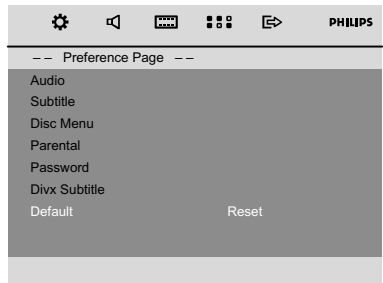 PHILIPS
-- Preference Page --
Audio
Subtitle
Disc Menu
Parental
Password
Divx Subtitle
Default Reset